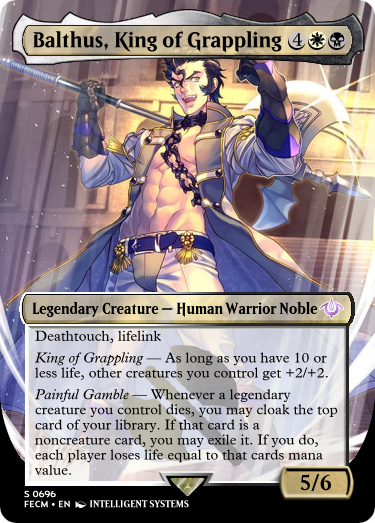 Balthus, King of Grappling 4
Legendary Creature — Human Warrior Noble
Deathtouch, lifelink
King of Grappling — As long as you have 10 or
less life, other creatures you control get +2/+2.
Painful Gamble — Whenever a legendary
creature you control dies, you may cloak the top
card of your library. If that card is a
noncreature card, you may exile it. If you do,
each player loses life equal to that cards mana
value.
5/6
S 0696
FECM • EN INTELLIGENT SYSTEMS